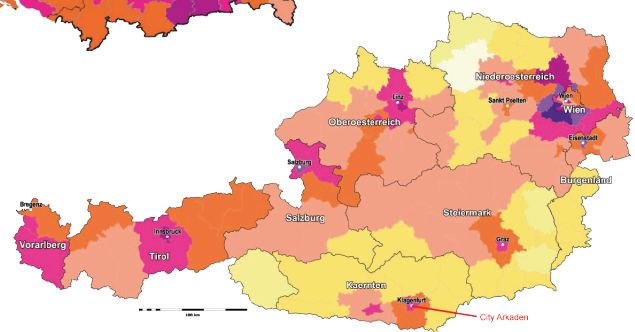 Niederoesterreich
Linz
Sankt Poelten
Wien
Wien
Oberoesterreich
Eisenstadt
Salzburg
Burgenland
Bregenz
Salzburg
Steiermark
Innsbruck
Vorarlberg
Graz
Tirol
Kaernten
Klagenfurt
City Arkaden
100 km